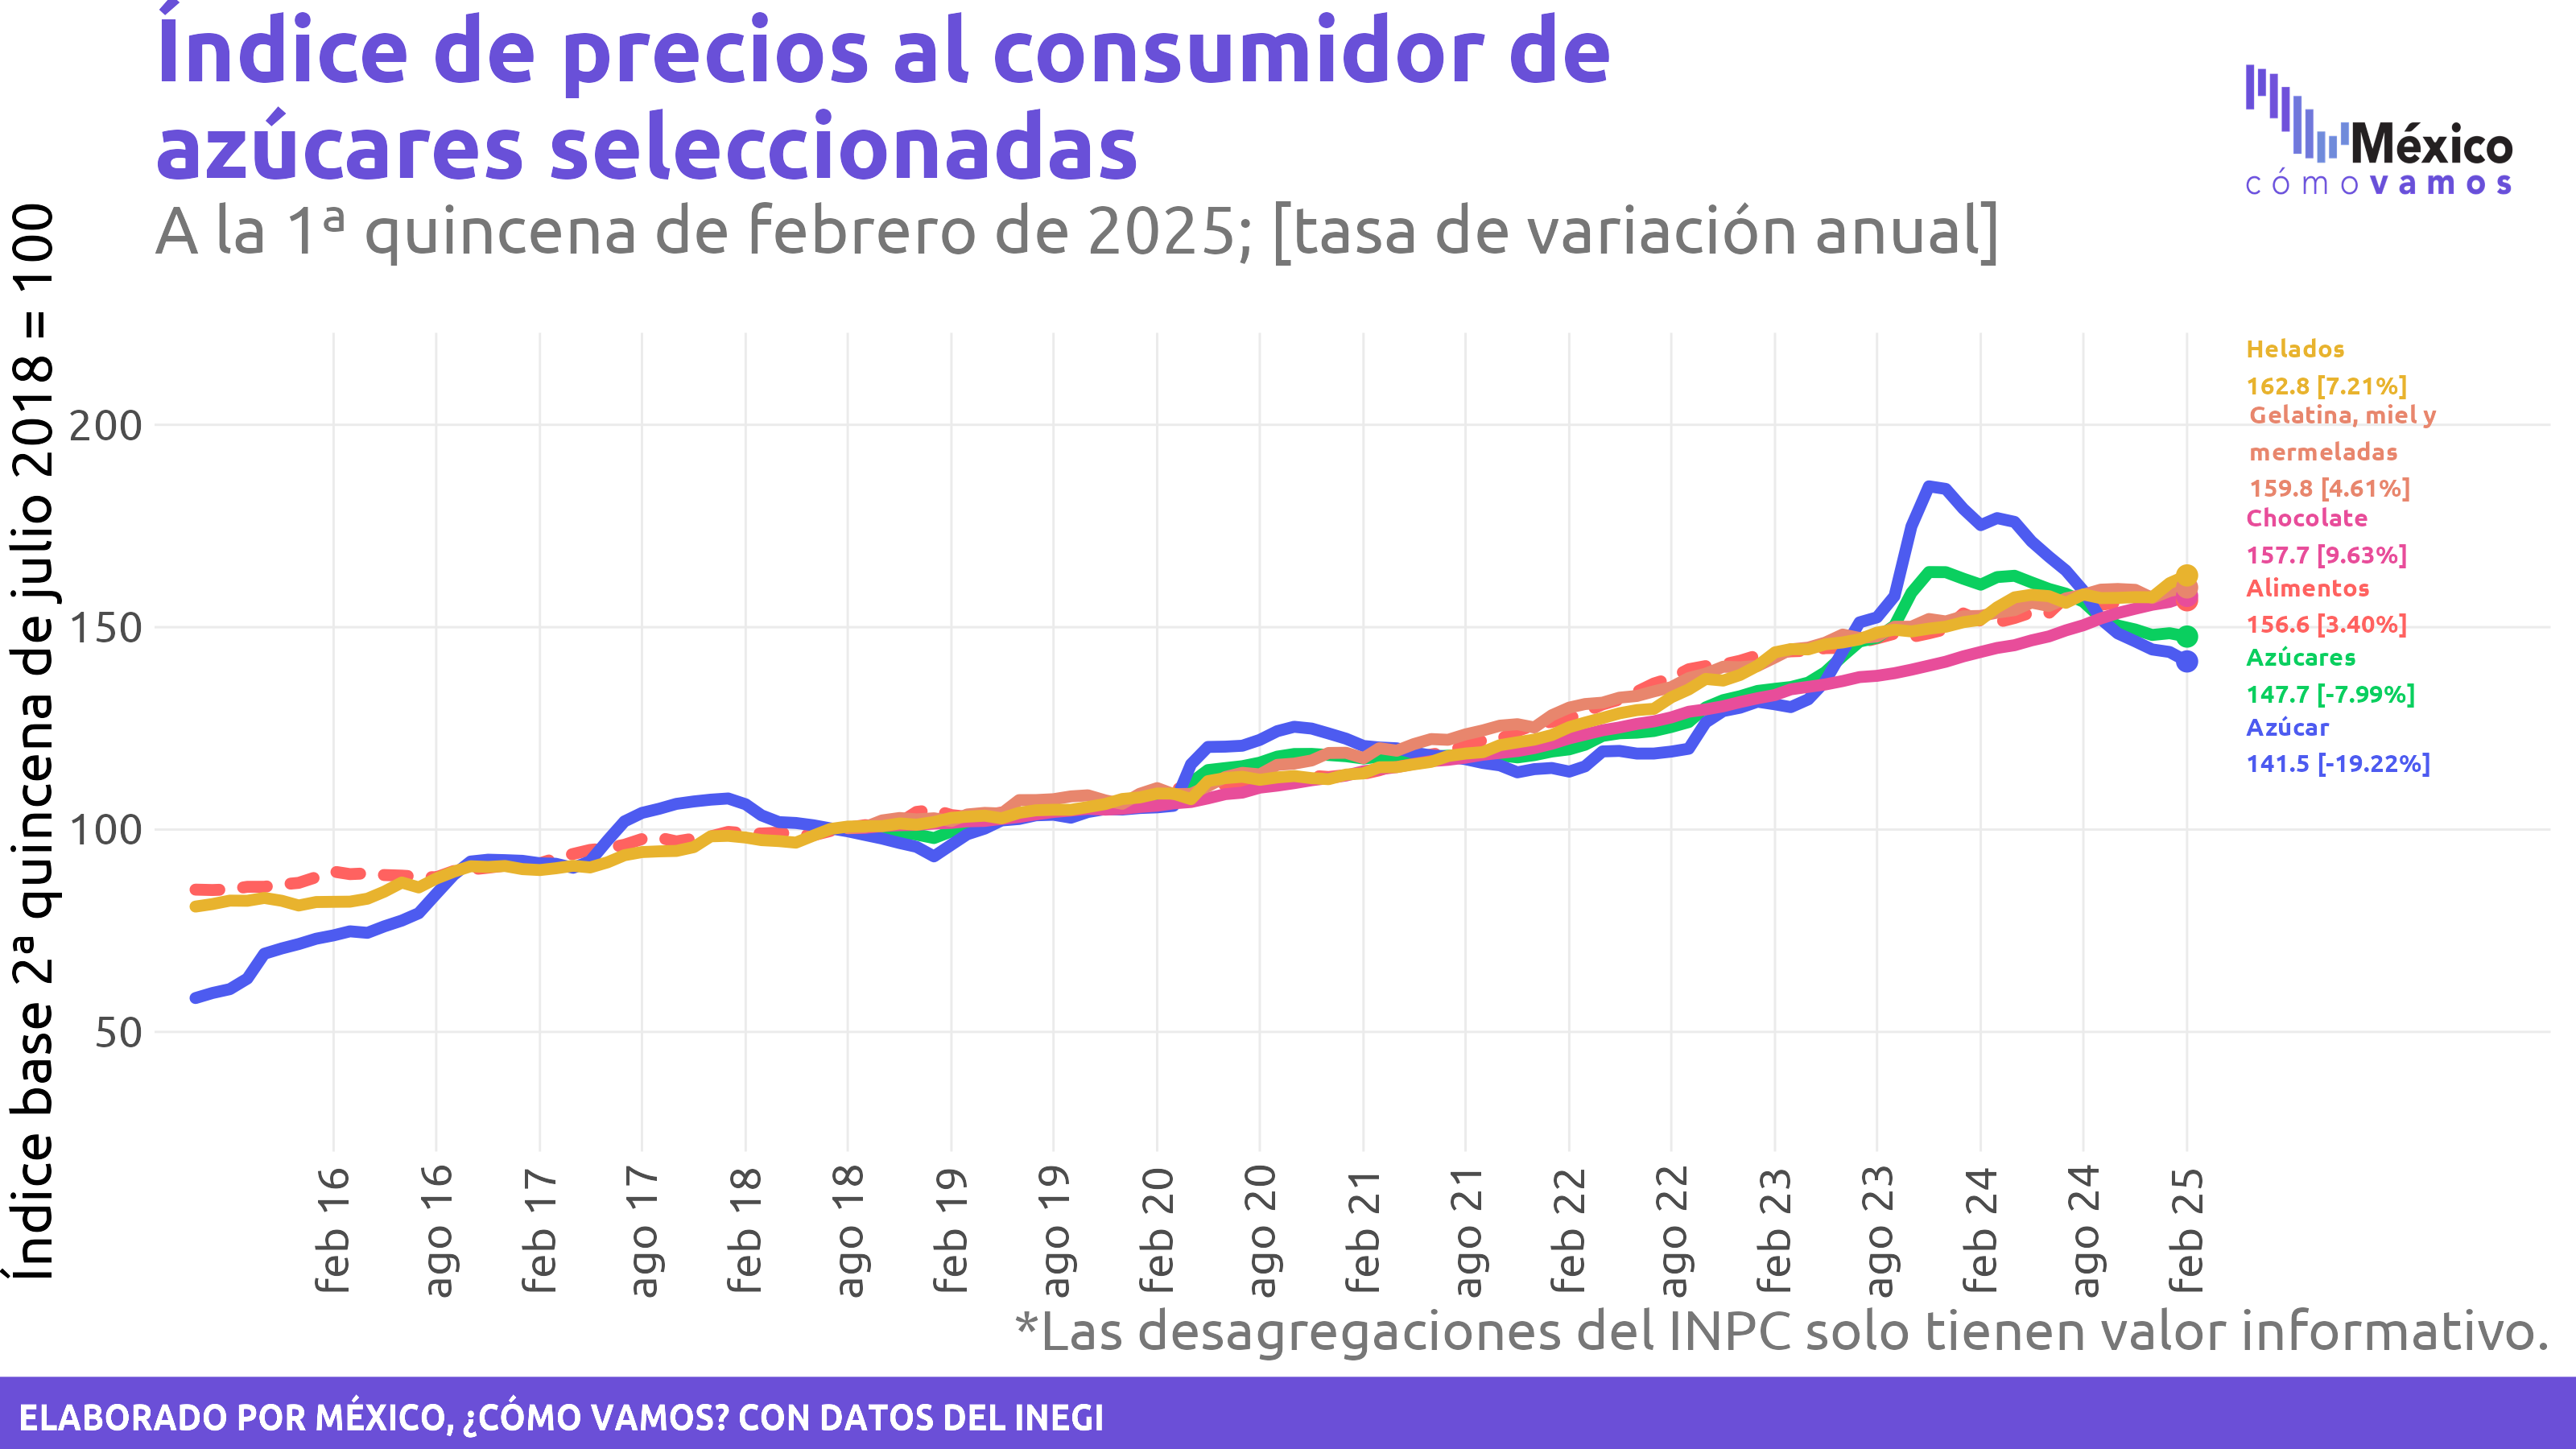 Índice de precios al consumidor de
azúcares seleccionadas
A la 1ª quincena de febrero de 2025; [tasa de variación anual]
México
cómo vamos
Índice base 2ª quincena de julio 2018 = 100
200
150
100
50
Helados
162.8 [7.21%]
Gelatina, miel y
mermeladas
159.8 [4.61%]
Chocolate
157.7 [9.63%]
Alimentos
156.6 [3.40%]
Azúcares
147.7 [-7.99%]
Azúcar
141.5 [-19.22%]
feb 16
ago 16
feb 17
ago 17
feb 18
ago 18
feb 19
ago 19
feb 20
ago 20
feb 21
ago 21
feb 22
ago 22
feb 23
ago 23
feb 24
ago 24
feb 25
*Las desagregaciones del INPC solo tienen valor informativo.
ELABORADO POR MÉXICO, ¿CÓMO VAMOS? CON DATOS DEL INEGI